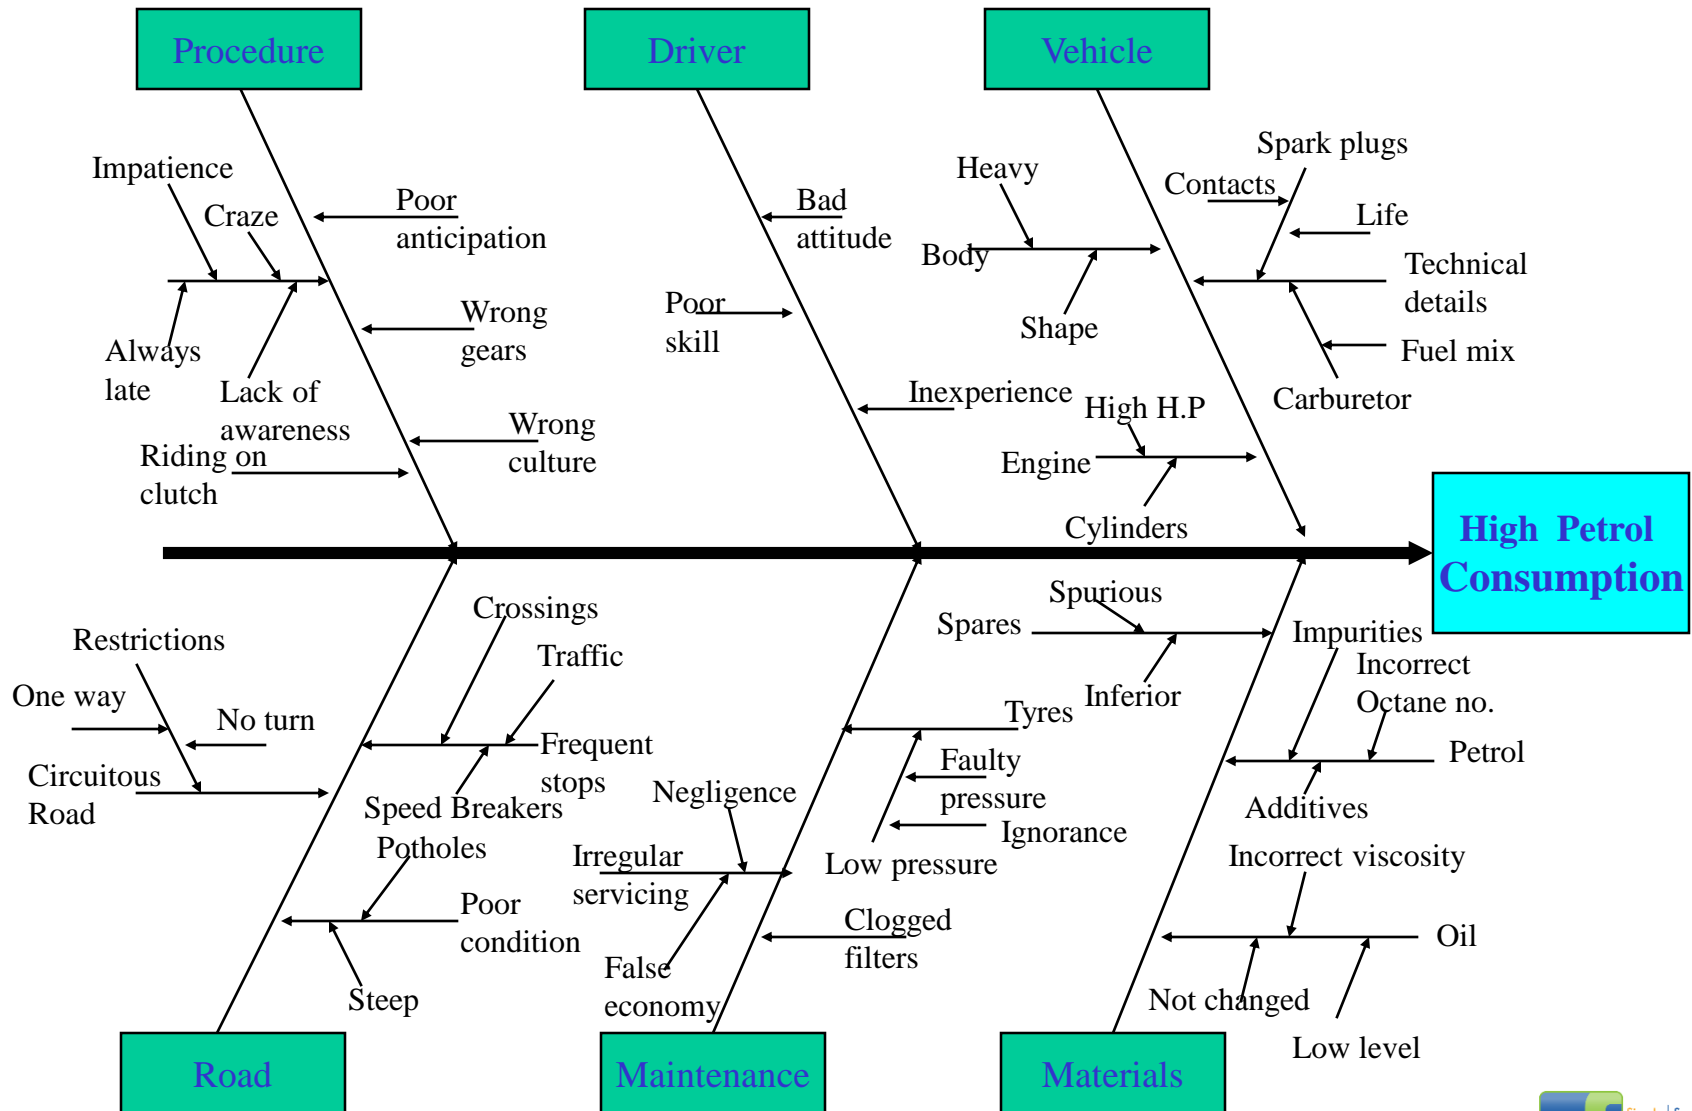 Procedure
Driver
Vehicle
Impatience
Craze
Poor
anticipation
Always
late
Lack of
awareness
Wrong
gears
Wrong
culture
Riding on
clutch
Bad
attitude
Poor
skill
Inexperience
Heavy
Body
Shape
Spark plugs
Contacts
Life
Technical
details
Fuel mix
Carburetor
High H.P
Engine
Cylinders
High Petrol
Consumption
Crossings
Restrictions
Traffic
One way
No turn
Frequent
stops
Circuitous
Road
Speed Breakers
Potholes
Poor
condition
Steep
Spurious
Spares
Inferior
Tyres
Faulty
pressure
Ignorance
Low pressure
Negligence
Irregular
servicing
Clogged
filters
False
economy
Impurities
Incorrect
Octane no.
Petrol
Additives
Incorrect viscosity
Oil
Not changed
Low level
Road
Maintenance
Materials